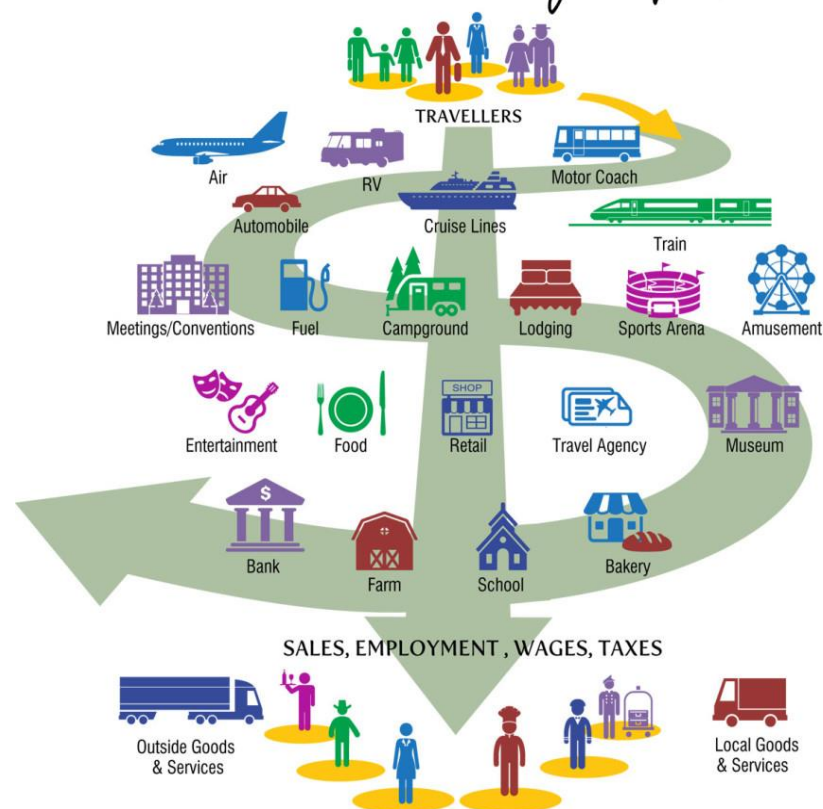 TRAVELLERS
Air
RV
Motor Coach
Automobile
Cruise Lines
Train
Meetings/Conventions
Fuel
Campground
Lodging
Sports Arena
Amusement
SHOP
Entertainment
Food
Retail
Travel Agency
Museum
$
Bank
Farm
School
Bakery
SALES, EMPLOYMENT , WAGES, TAXES
Outside Goods
& Services
Local Goods
& Services